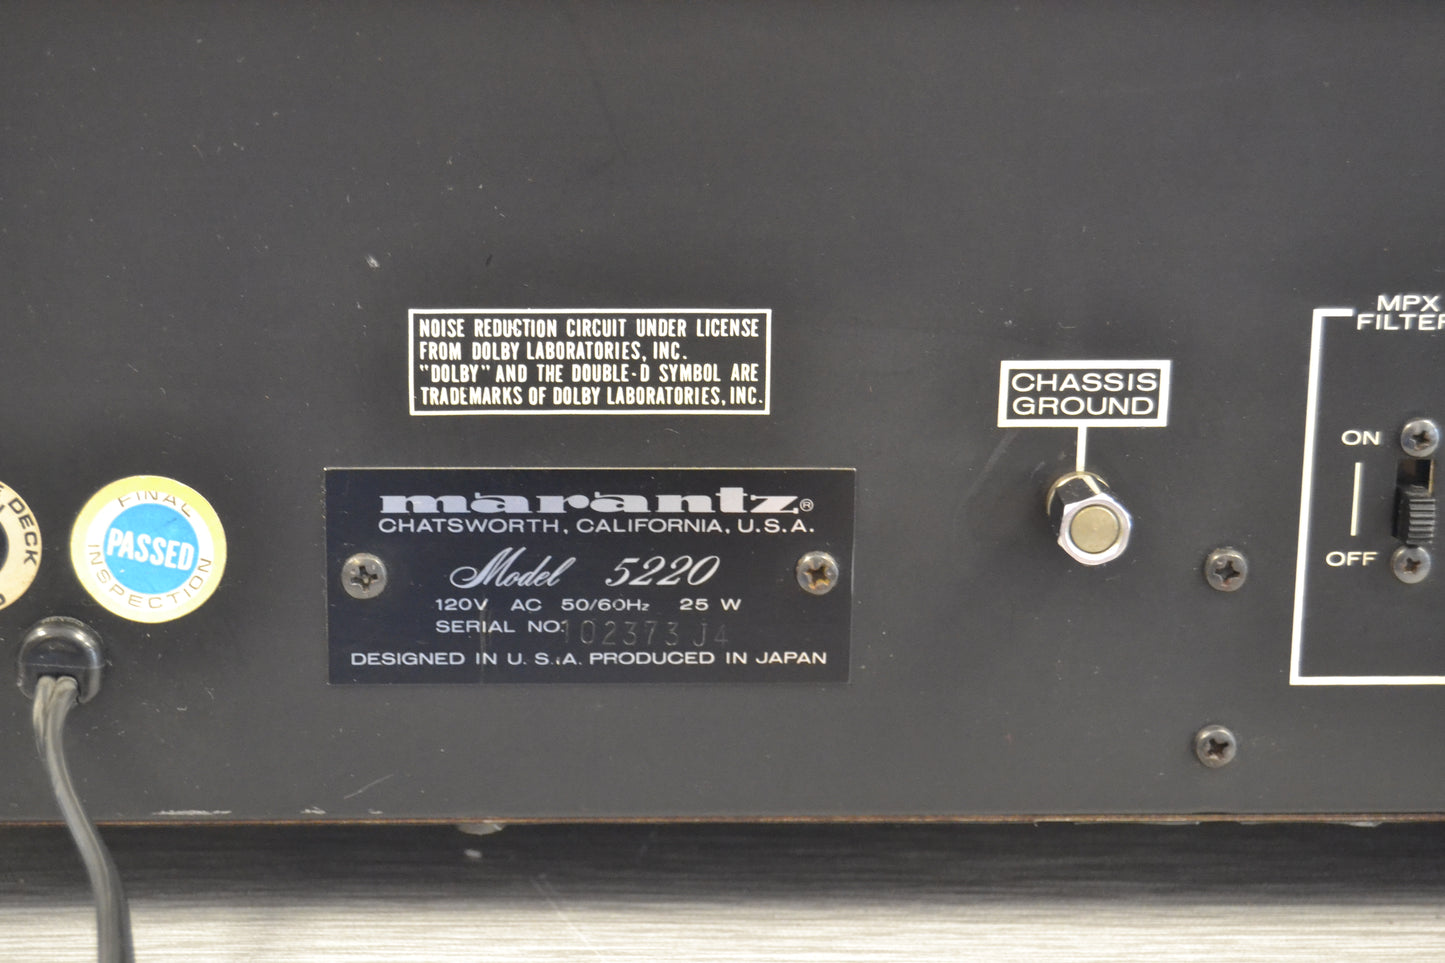 NOISE REDUCTION CIRCUIT UNDER LICENSE
FROM DOLBY LABORATORIES, INC.
"DOLBY" AND THE DOUBLE-D SYMBOL ARE
TRADEMARKS OF DOLBY LABORATORIES, INC.
marantz®
CHATSWORTH, CALIFORNIA, U.S.A.
Model 5220
120V AC 50/60Hz 25 W
SERIAL NO. 102373 J4
DESIGNED IN U.S.A. PRODUCED IN JAPAN
CHASSIS
GROUND
MPX
FILTER
ON
OFF
FINAL
PASSED
INSPECTION
DECK